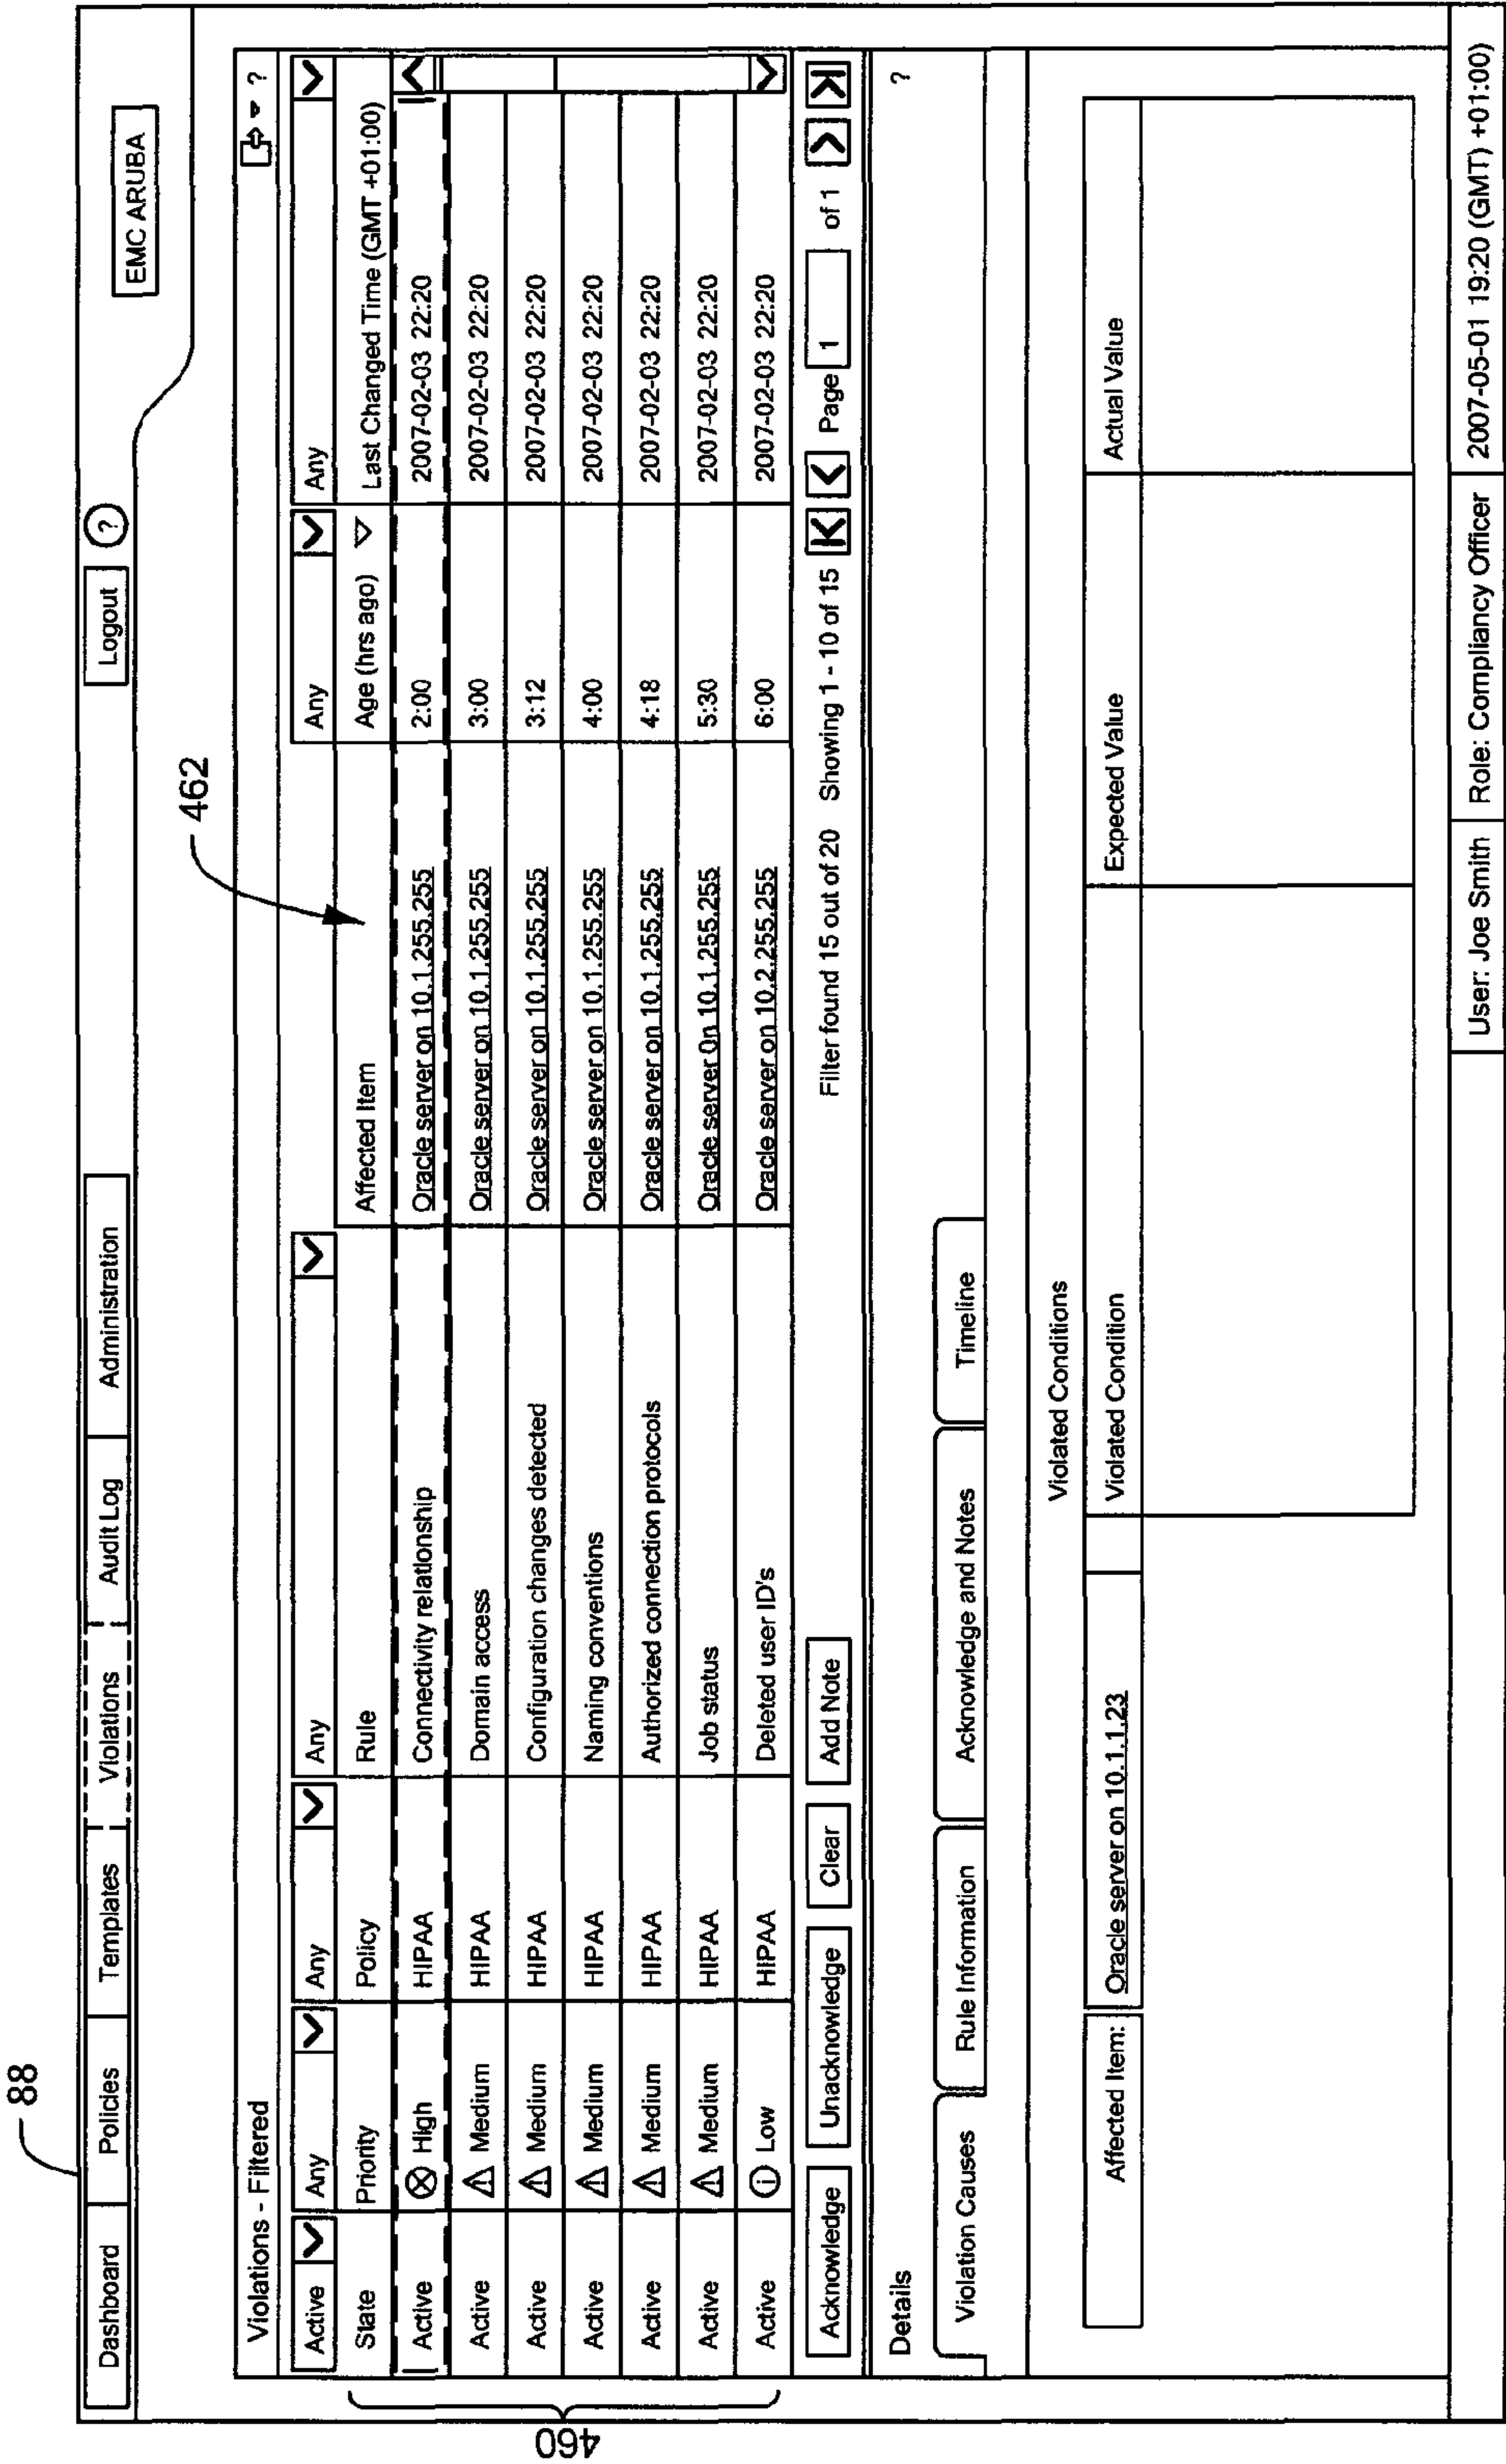 88
Dashboard Policies Templates Violations Audit Log Administration Logout ?
EMC ARUBA
462
Violations - Filtered ?
Active Any Any Any Any Any
State Priority Policy Rule Affected Item Age (hrs ago) Last Changed Time (GMT +01:00)
Active High HIPAA Connectivity relationship Oracle server on 10.1.255.255 2:00 2007-02-03 22:20
Active Medium HIPAA Domain access Oracle server on 10.1.255.255 3:00 2007-02-03 22:20
Active Medium HIPAA Configuration changes detected Oracle server on 10.1.255.255 3:12 2007-02-03 22:20
Active Medium HIPAA Naming conventions Oracle server on 10.1.255.255 4:00 2007-02-03 22:20
Active Medium HIPAA Authorized connection protocols Oracle server on 10.1.255.255 4:18 2007-02-03 22:20
Active Medium HIPAA Job status Oracle server 0n 10.1.255.255 5:30 2007-02-03 22:20
Active Low HIPAA Deleted user ID's Oracle server on 10.2.255.255 6:00 2007-02-03 22:20
460
Acknowledge Unacknowledge Clear Add Note Filter found 15 out of 20 Showing 1 - 10 of 15 Page 1 of 1
Details ?
Violation Causes Rule Information Acknowledge and Notes Timeline
Violated Conditions
Affected Item: Oracle server on 10.1.1.23 Violated Condition Expected Value Actual Value
User: Joe Smith Role: Compliancy Officer 2007-05-01 19:20 (GMT) +01:00)